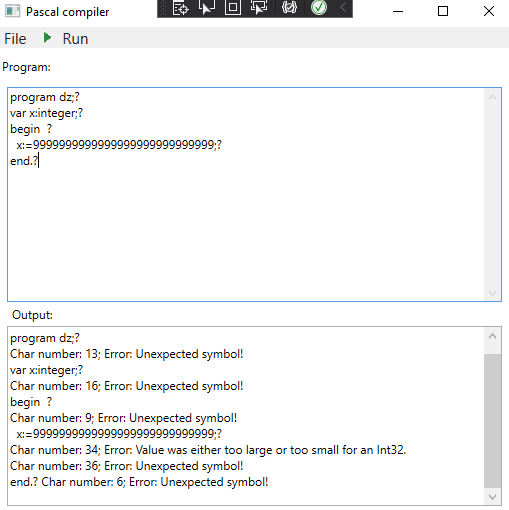 Pascal compiler
File Run
Program:
program dz;?
var x:integer;?
begin  ?
  x:=9999999999999999999999999999;?
end.?
Output:
program dz;?
Char number: 13; Error: Unexpected symbol!
var x:integer;?
Char number: 16; Error: Unexpected symbol!
begin  ?
Char number: 9; Error: Unexpected symbol!
  x:=9999999999999999999999999999;?
Char number: 34; Error: Value was either too large or too small for an Int32.
Char number: 36; Error: Unexpected symbol!
end.? Char number: 6; Error: Unexpected symbol!